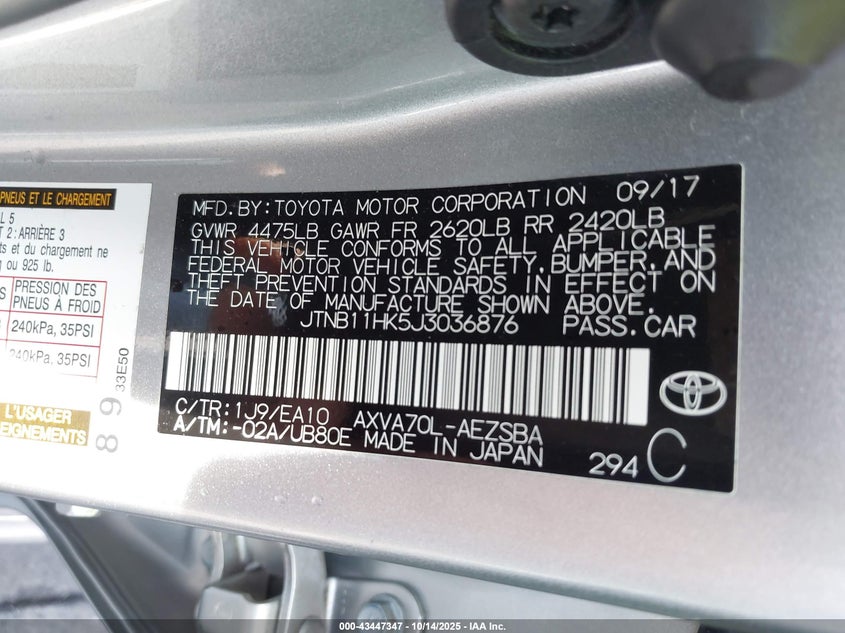 PNEUS ET LE CHARGEMENT
L 5
T 2: ARRIÈRE 3
ts et du chargement ne
g ou 925 lb.
S PRESSION DES
PNEUS À FROID
240kPa, 35PSI
240kPa, 35PSI
L'USAGER
EIGNEMENTS
33E50
8 9
MFD.BY:TOYOTA MOTOR CORPORATION 09/17
GVWR 4475LB GAWR FR 2620LB RR 2420LB
THIS VEHICLE CONFORMS TO ALL APPLICABLE
FEDERAL MOTOR VEHICLE SAFETY,BUMPER,AND
THEFT PREVENTION STANDARDS IN EFFECT ON
THE DATE OF MANUFACTURE SHOWN ABOVE.
JTNB11HK5J3036876 PASS.CAR
C/TR:1J9/EA10 AXVA70L-AEZSBA
A/TM:-02A/UB80E MADE IN JAPAN
294 C
000-43447347 | 10/14/2025 | IAA Inc.